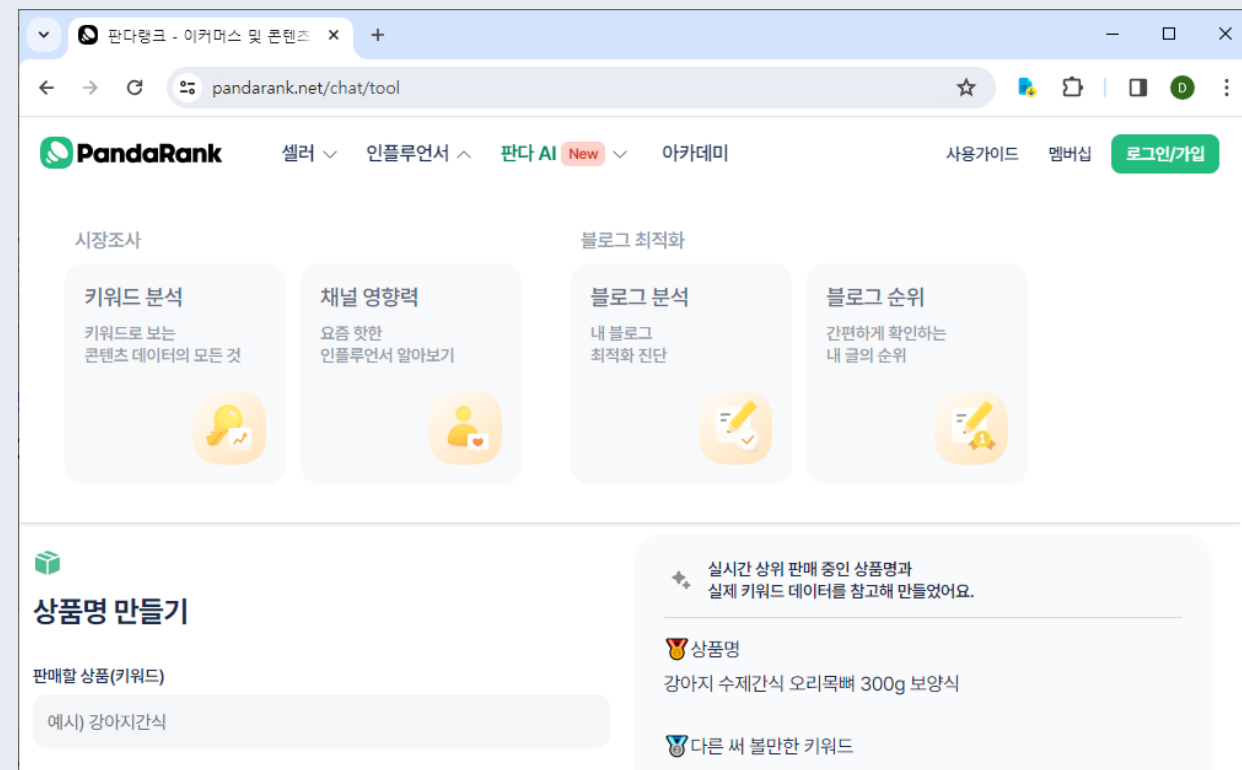 판다랭크 - 이커머스 및 콘텐츠
pandarank.net/chat/tool
D
PandaRank
셀러
인플루언서
판다 AI New
아카데미
사용가이드
멤버십
로그인/가입
시장조사
키워드 분석
키워드로 보는
콘텐츠 데이터의 모든 것
채널 영향력
요즘 핫한
인플루언서 알아보기
블로그 최적화
블로그 분석
내 블로그
최적화 진단
블로그 순위
간편하게 확인하는
내 글의 순위
1
상품명 만들기
판매할 상품(키워드)
예시) 강아지간식
실시간 상위 판매 중인 상품명과
실제 키워드 데이터를 참고해 만들었어요.
🥇상품명
강아지 수제간식 오리목뼈 300g 보양식
🥈다른 써 볼만한 키워드